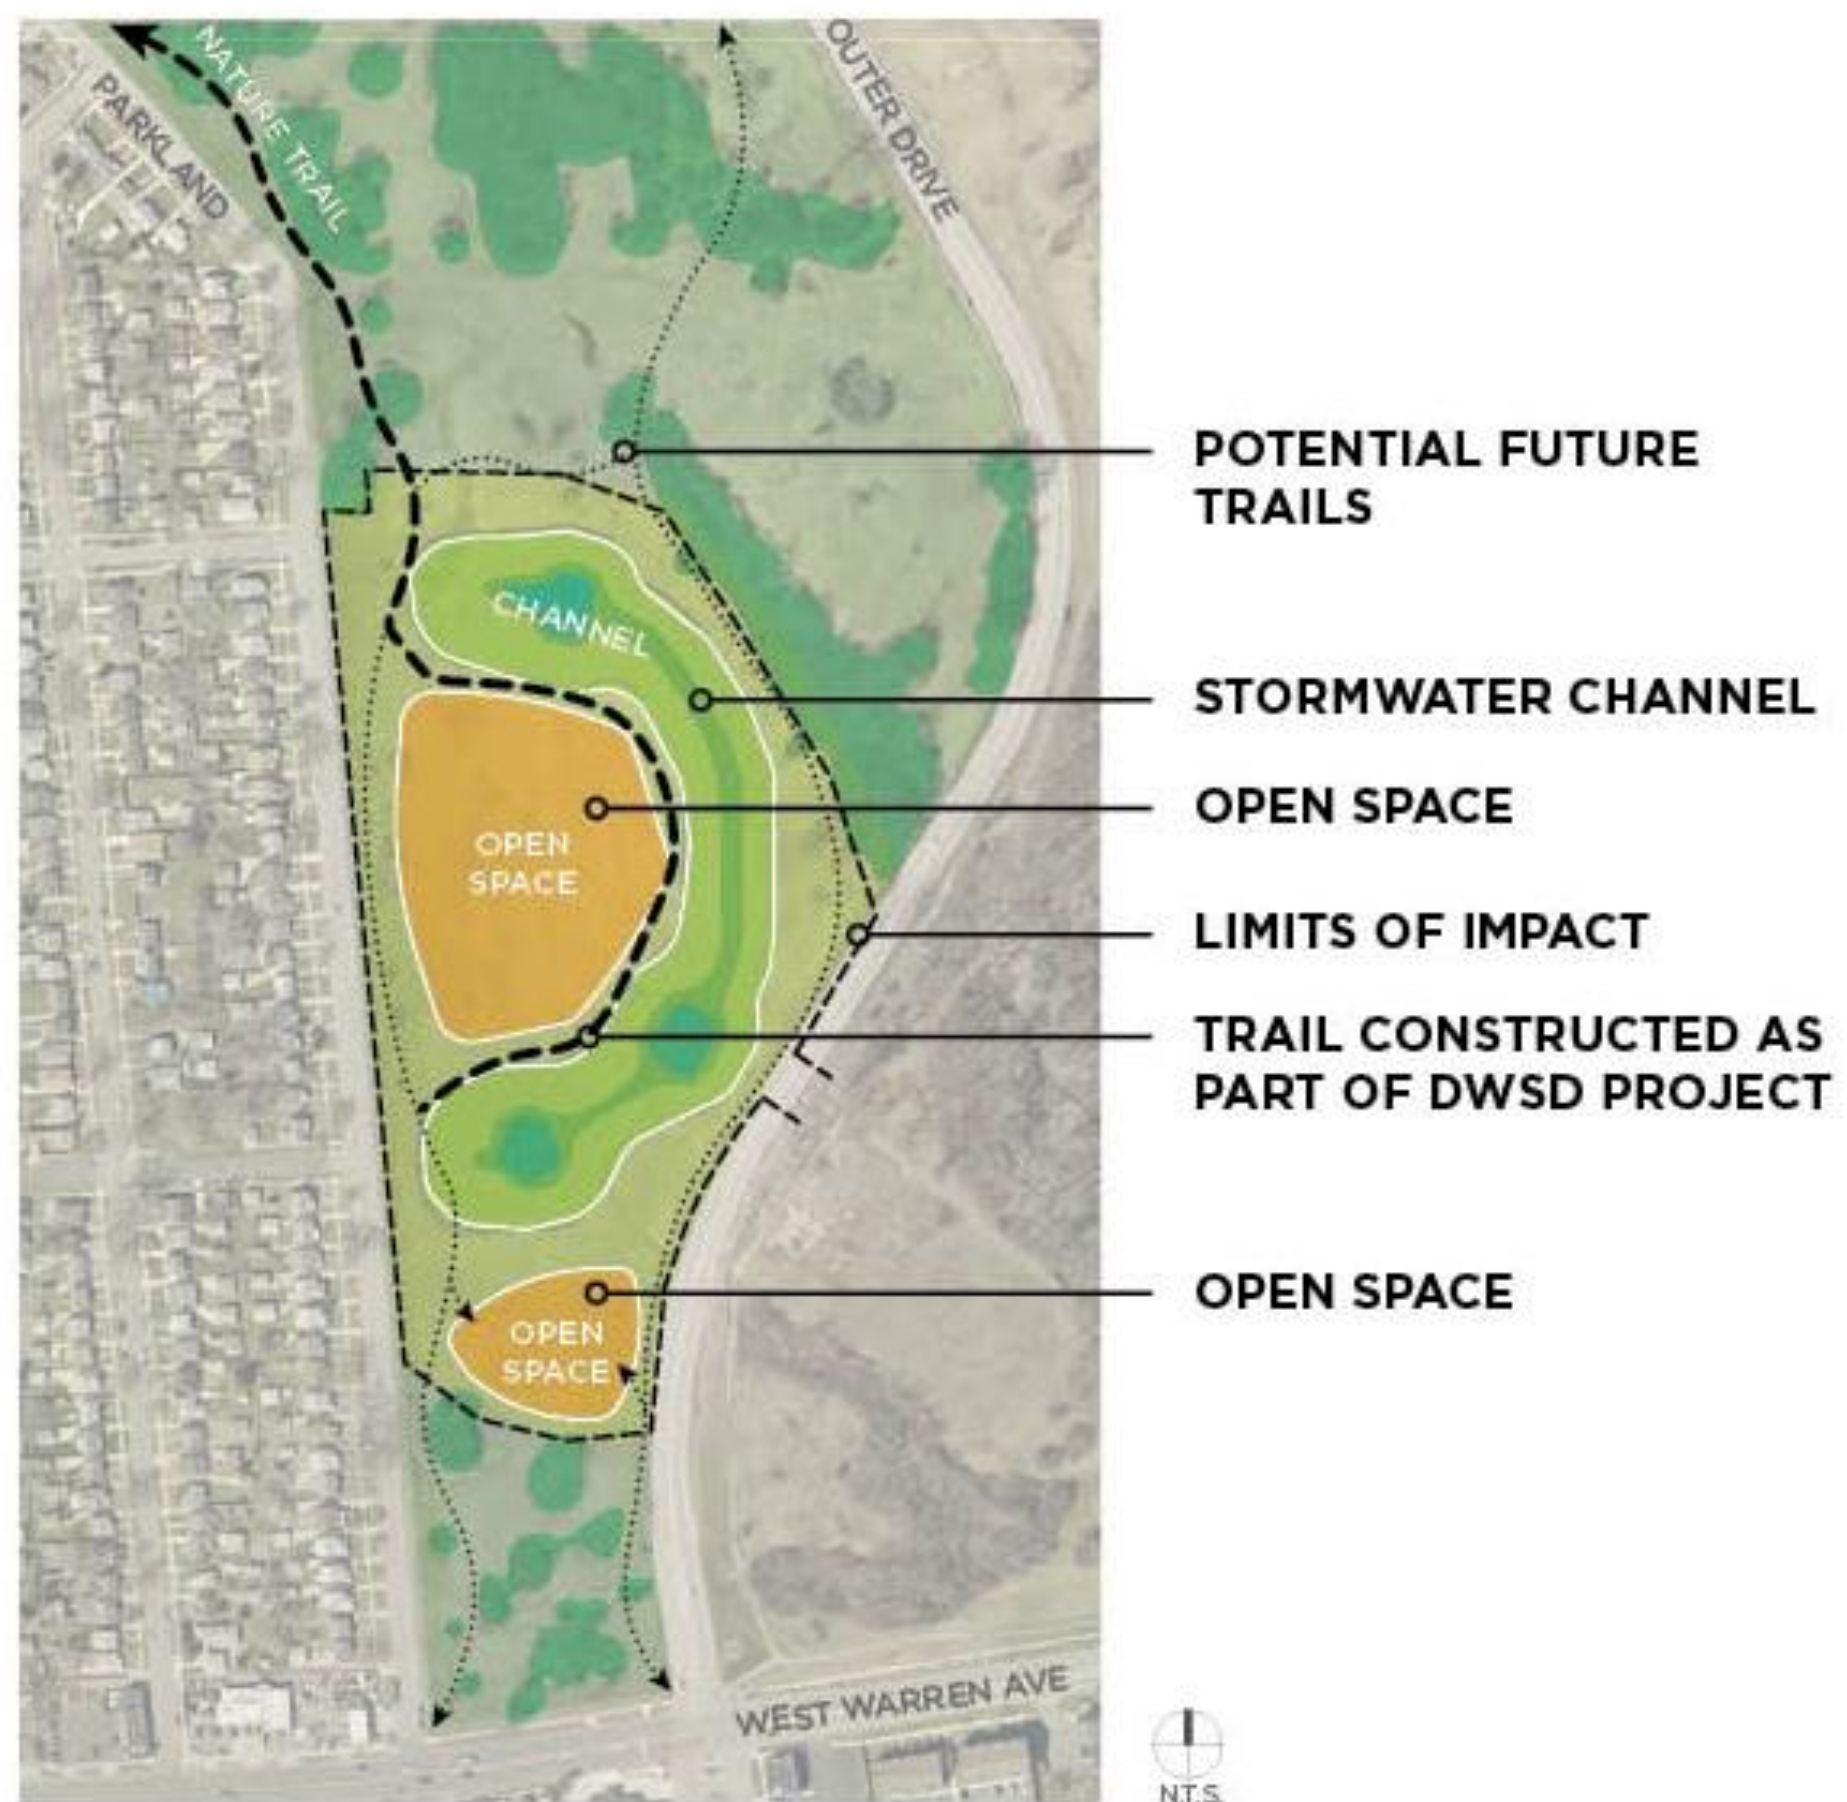 NATURE TRAIL
PARKLAND
OUTER DRIVE
POTENTIAL FUTURE
TRAILS
CHANNEL
STORMWATER CHANNEL
OPEN SPACE
OPEN
SPACE
LIMITS OF IMPACT
TRAIL CONSTRUCTED AS
PART OF DWSD PROJECT
OPEN SPACE
OPEN
SPACE
WEST WARREN AVE
N.T.S.